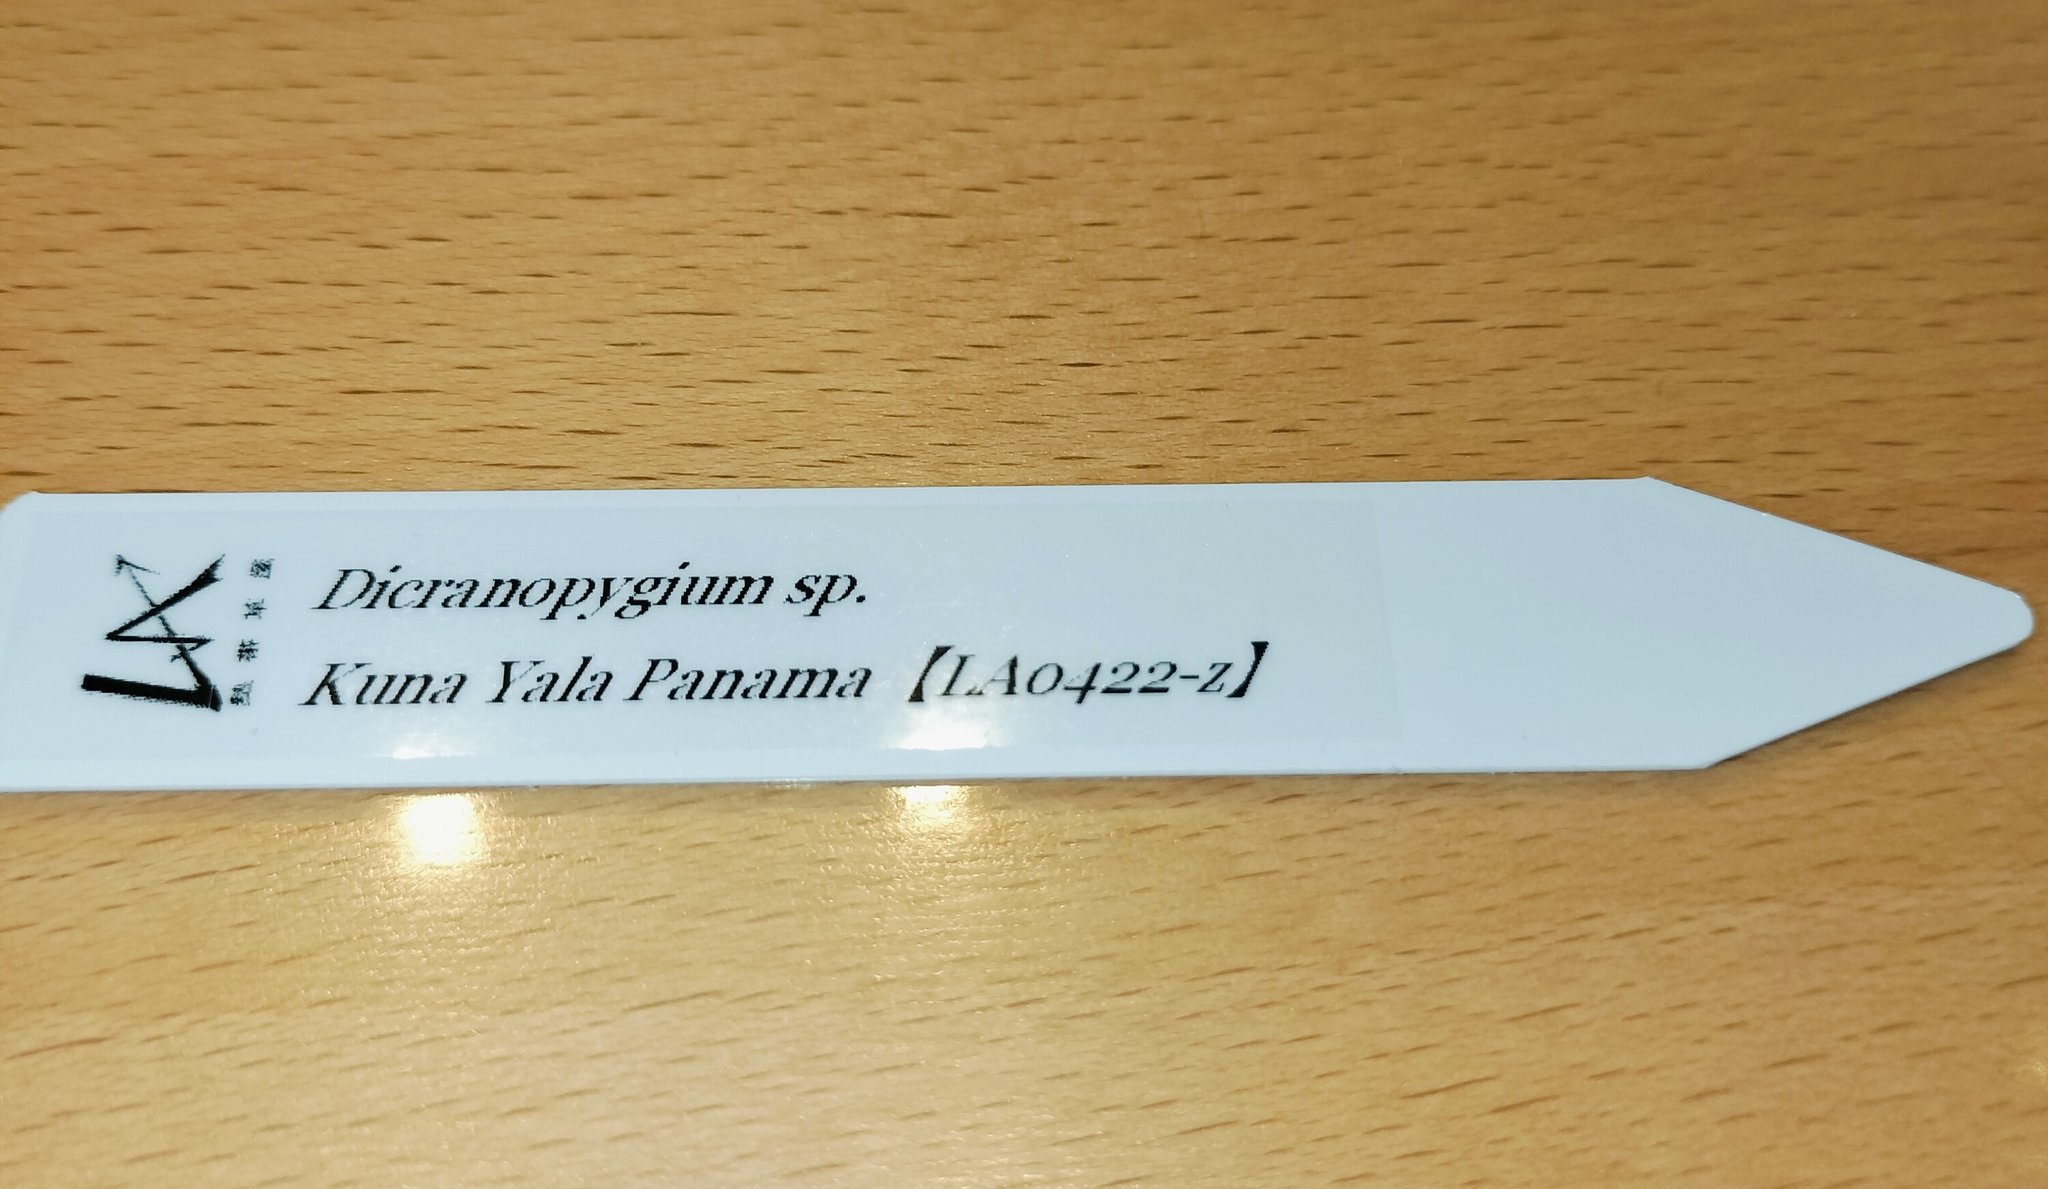 Dicranopygium sp.
Kuna Yala Panama【LA0422-z】